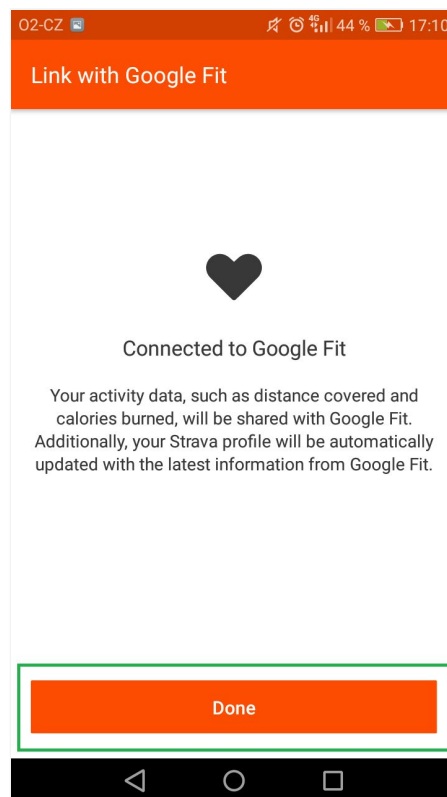 O2-CZ 4G 44 % 17:10
Link with Google Fit
Connected to Google Fit
Your activity data, such as distance covered and
calories burned, will be shared with Google Fit.
Additionally, your Strava profile will be automatically
updated with the latest information from Google Fit.
Done